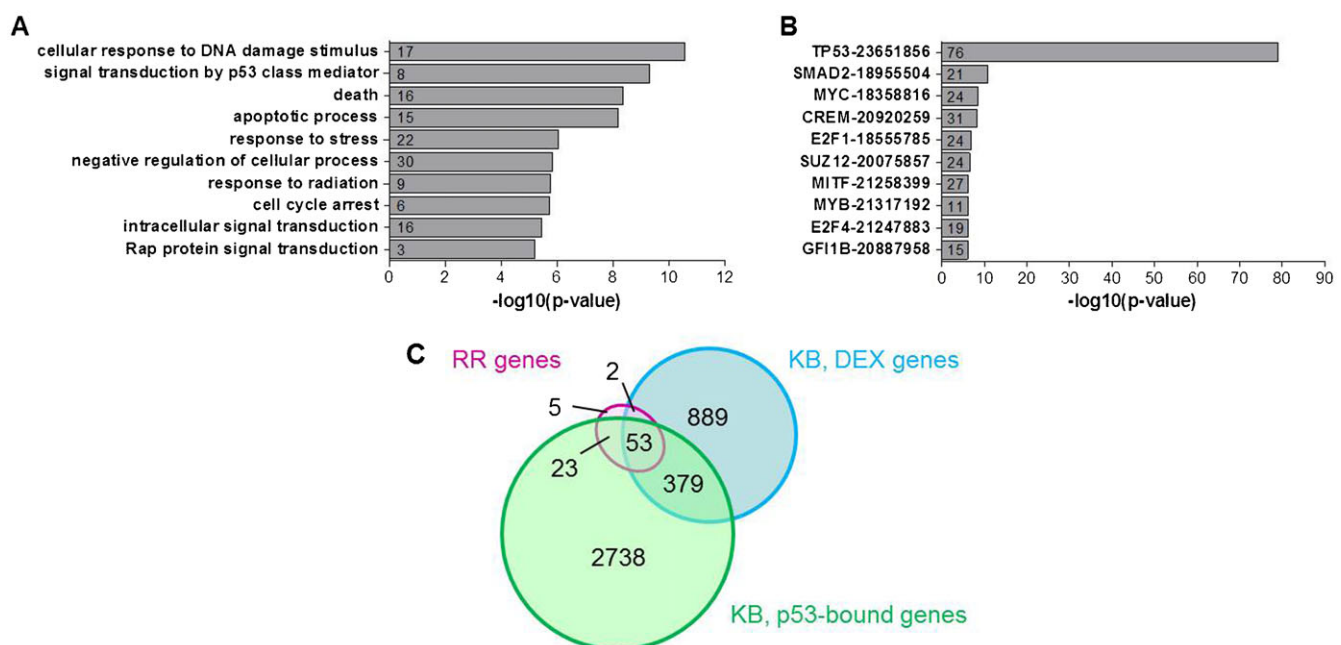 A
cellular response to DNA damage stimulus 17
signal transduction by p53 class mediator 8
death 16
apoptotic process 15
response to stress 22
negative regulation of cellular process 30
response to radiation 9
cell cycle arrest 6
intracellular signal transduction 16
Rap protein signal transduction 3
0 2 4 6 8 10 12
-log10(p-value)
B
TP53-23651856 76
SMAD2-18955504 21
MYC-18358816 24
CREM-20920259 31
E2F1-18555785 24
SUZ12-20075857 24
MITF-21258399 27
MYB-21317192 11
E2F4-21247883 19
GFI1B-20887958 15
0 10 20 30 40 50 60 70 80 90
-log10(p-value)
C
RR genes
KB, DEX genes
2
5
889
53
23
379
2738
KB, p53-bound genes